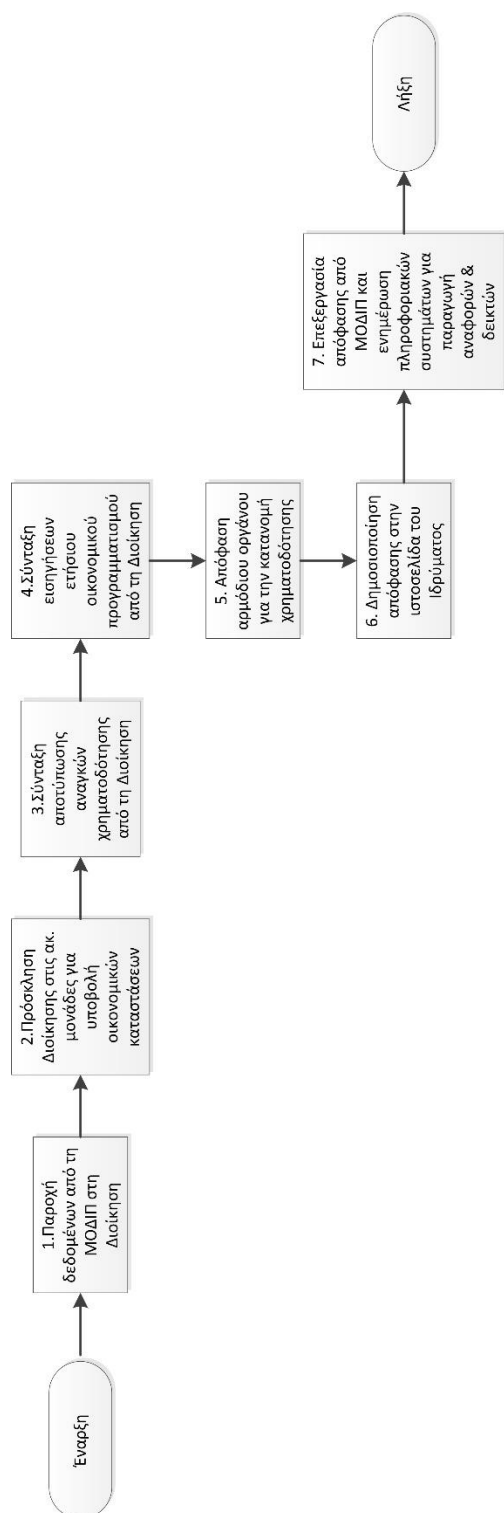 Έναρξη
1.Παροχή
δεδομένων από τη
ΜΟΔΙΠ στη
Διοίκηση
2.Πρόσκληση
Διοίκησης στις ακ.
μονάδες για
υποβολή
οικονομικών
καταστάσεων
3.Σύνταξη
αποτύπωσης
αναγκών
χρηματοδότησης
από τη Διοίκηση
4.Σύνταξη
εισηγήσεων
ετήσιου
οικονομικού
προγραμματισμού
από τη Διοίκηση
5. Απόφαση
αρμόδιου οργάνου
για την κατανομή
χρηματοδότησης
6. Δημοσιοποίηση
απόφασης στην
ιστοσελίδα του
Ιδρύματος
7. Επεξεργασία
απόφασης από
ΜΟΔΙΠ και
ενημέρωση
πληροφοριακών
συστημάτων για
παραγωγή
αναφορών &
δεικτών
Λήξη